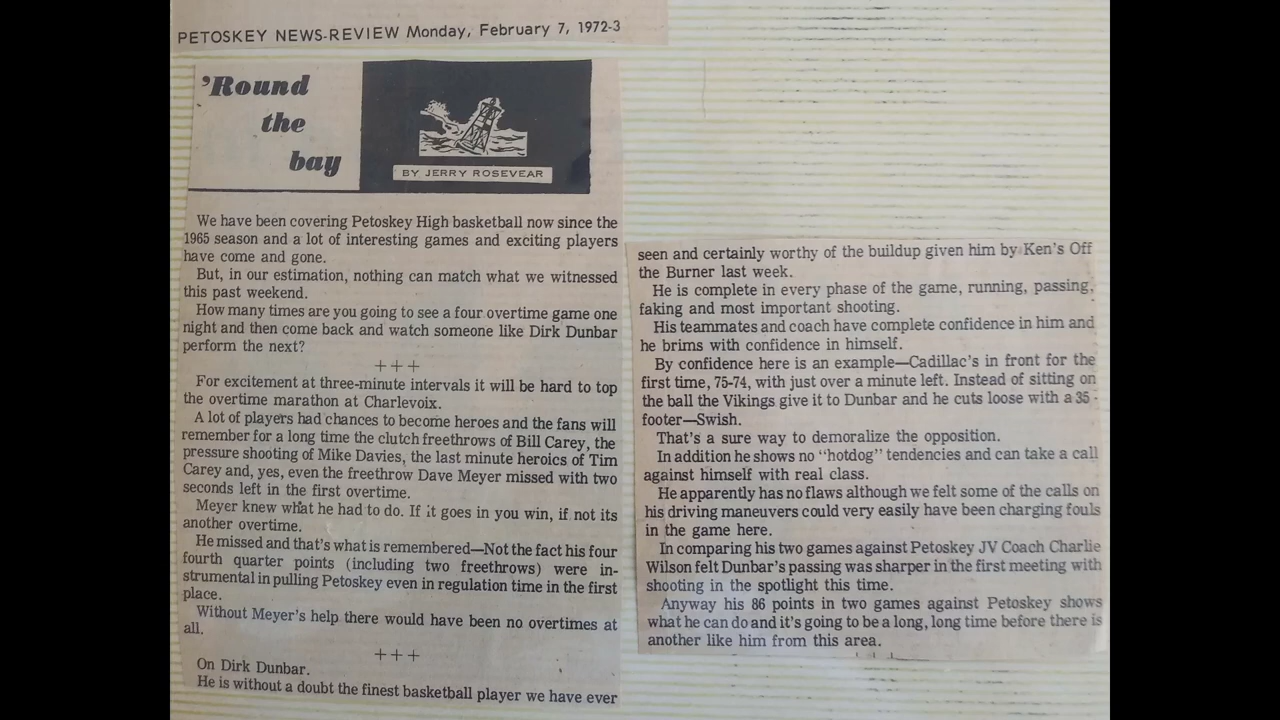 PETOSKEY NEWS-REVIEW Monday, February 7, 1972-3
'Round
the
bay
BY JERRY ROSEVEAR
We have been covering Petoskey High basketball now since the
1965 season and a lot of interesting games and exciting players
have come and gone.
But, in our estimation, nothing can match what we witnessed
this past weekend.
How many times are you going to see a four overtime game one
night and then come back and watch someone like Dirk Dunbar
perform the next?
+++
For excitement at three-minute intervals it will be hard to top
the overtime marathon at Charlevoix.
A lot of players had chances to become heroes and the fans will
remember for a long time the clutch freethrows of Bill Carey, the
pressure shooting of Mike Davies, the last minute heroics of Tim
Carey and, yes, even the freethrow Dave Meyer missed with two
seconds left in the first overtime.
Meyer knew what he had to do. If it goes in you win, if not its
another overtime.
He missed and that's what is remembered—Not the fact his four
fourth quarter points (including two freethrows) were in-
strumental in pulling Petoskey even in regulation time in the first
place.
Without Meyer's help there would have been no overtimes at
all.
+++
On Dirk Dunbar.
He is without a doubt the finest basketball player we have ever
seen and certainly worthy of the buildup given him by Ken's Off
the Burner last week.
He is complete in every phase of the game, running, passing,
faking and most important shooting.
His teammates and coach have complete confidence in him and
he brims with confidence in himself.
By confidence here is an example—Cadillac's in front for the
first time, 75-74, with just over a minute left. Instead of sitting on
the ball the Vikings give it to Dunbar and he cuts loose with a 35-
footer—Swish.
That's a sure way to demoralize the opposition.
In addition he shows no "hotdog" tendencies and can take a call
against himself with real class.
He apparently has no flaws although we felt some of the calls on
his driving maneuvers could very easily have been charging fouls
in the game here.
In comparing his two games against Petoskey JV Coach Charlie
Wilson felt Dunbar's passing was sharper in the first meeting with
shooting in the spotlight this time.
Anyway his 86 points in two games against Petoskey shows
what he can do and it's going to be a long, long time before there is
another like him from this area.